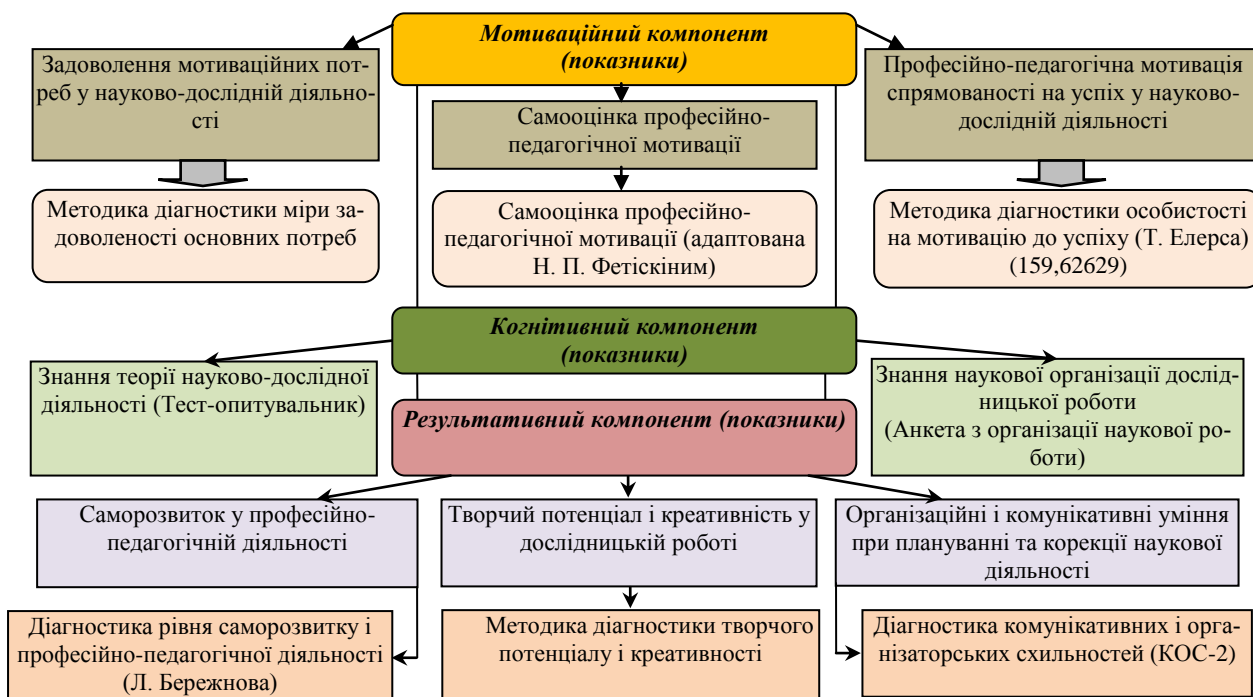 Мотиваційний компонент
(показники)
Задоволення мотиваційних пот-
реб у науково-дослідній діяльно-
сті
Самооцінка професійно-
педагогічної мотивації
Професійно-педагогічна мотивація
спрямованості на успіх у науково-
дослідній діяльності
Методика діагностики міри за-
доволеності основних потреб
Самооцінка професійно-
педагогічної мотивації (адаптована
Н. П. Фетіскіним)
Методика діагностики особистості
на мотивацію до успіху (Т. Елерса)
(159,62629)
Когнітивний компонент
(показники)
Знання теорії науково-дослідної
діяльності (Тест-опитувальник)
Знання наукової організації дослід-
ницької роботи
(Анкета з організації наукової ро-
боти)
Результативний компонент (показники)
Саморозвиток у професійно-
педагогічній діяльності
Творчий потенціал і креативність у
дослідницькій роботі
Організаційні і комунікативні уміння
при плануванні та корекції наукової
діяльності
Діагностика рівня саморозвитку і
професійно-педагогічної діяльності
(Л. Бережнова)
Методика діагностики творчого
потенціалу і креативності
Діагностика комунікативних і орга-
нізаторських схильностей (КОС-2)